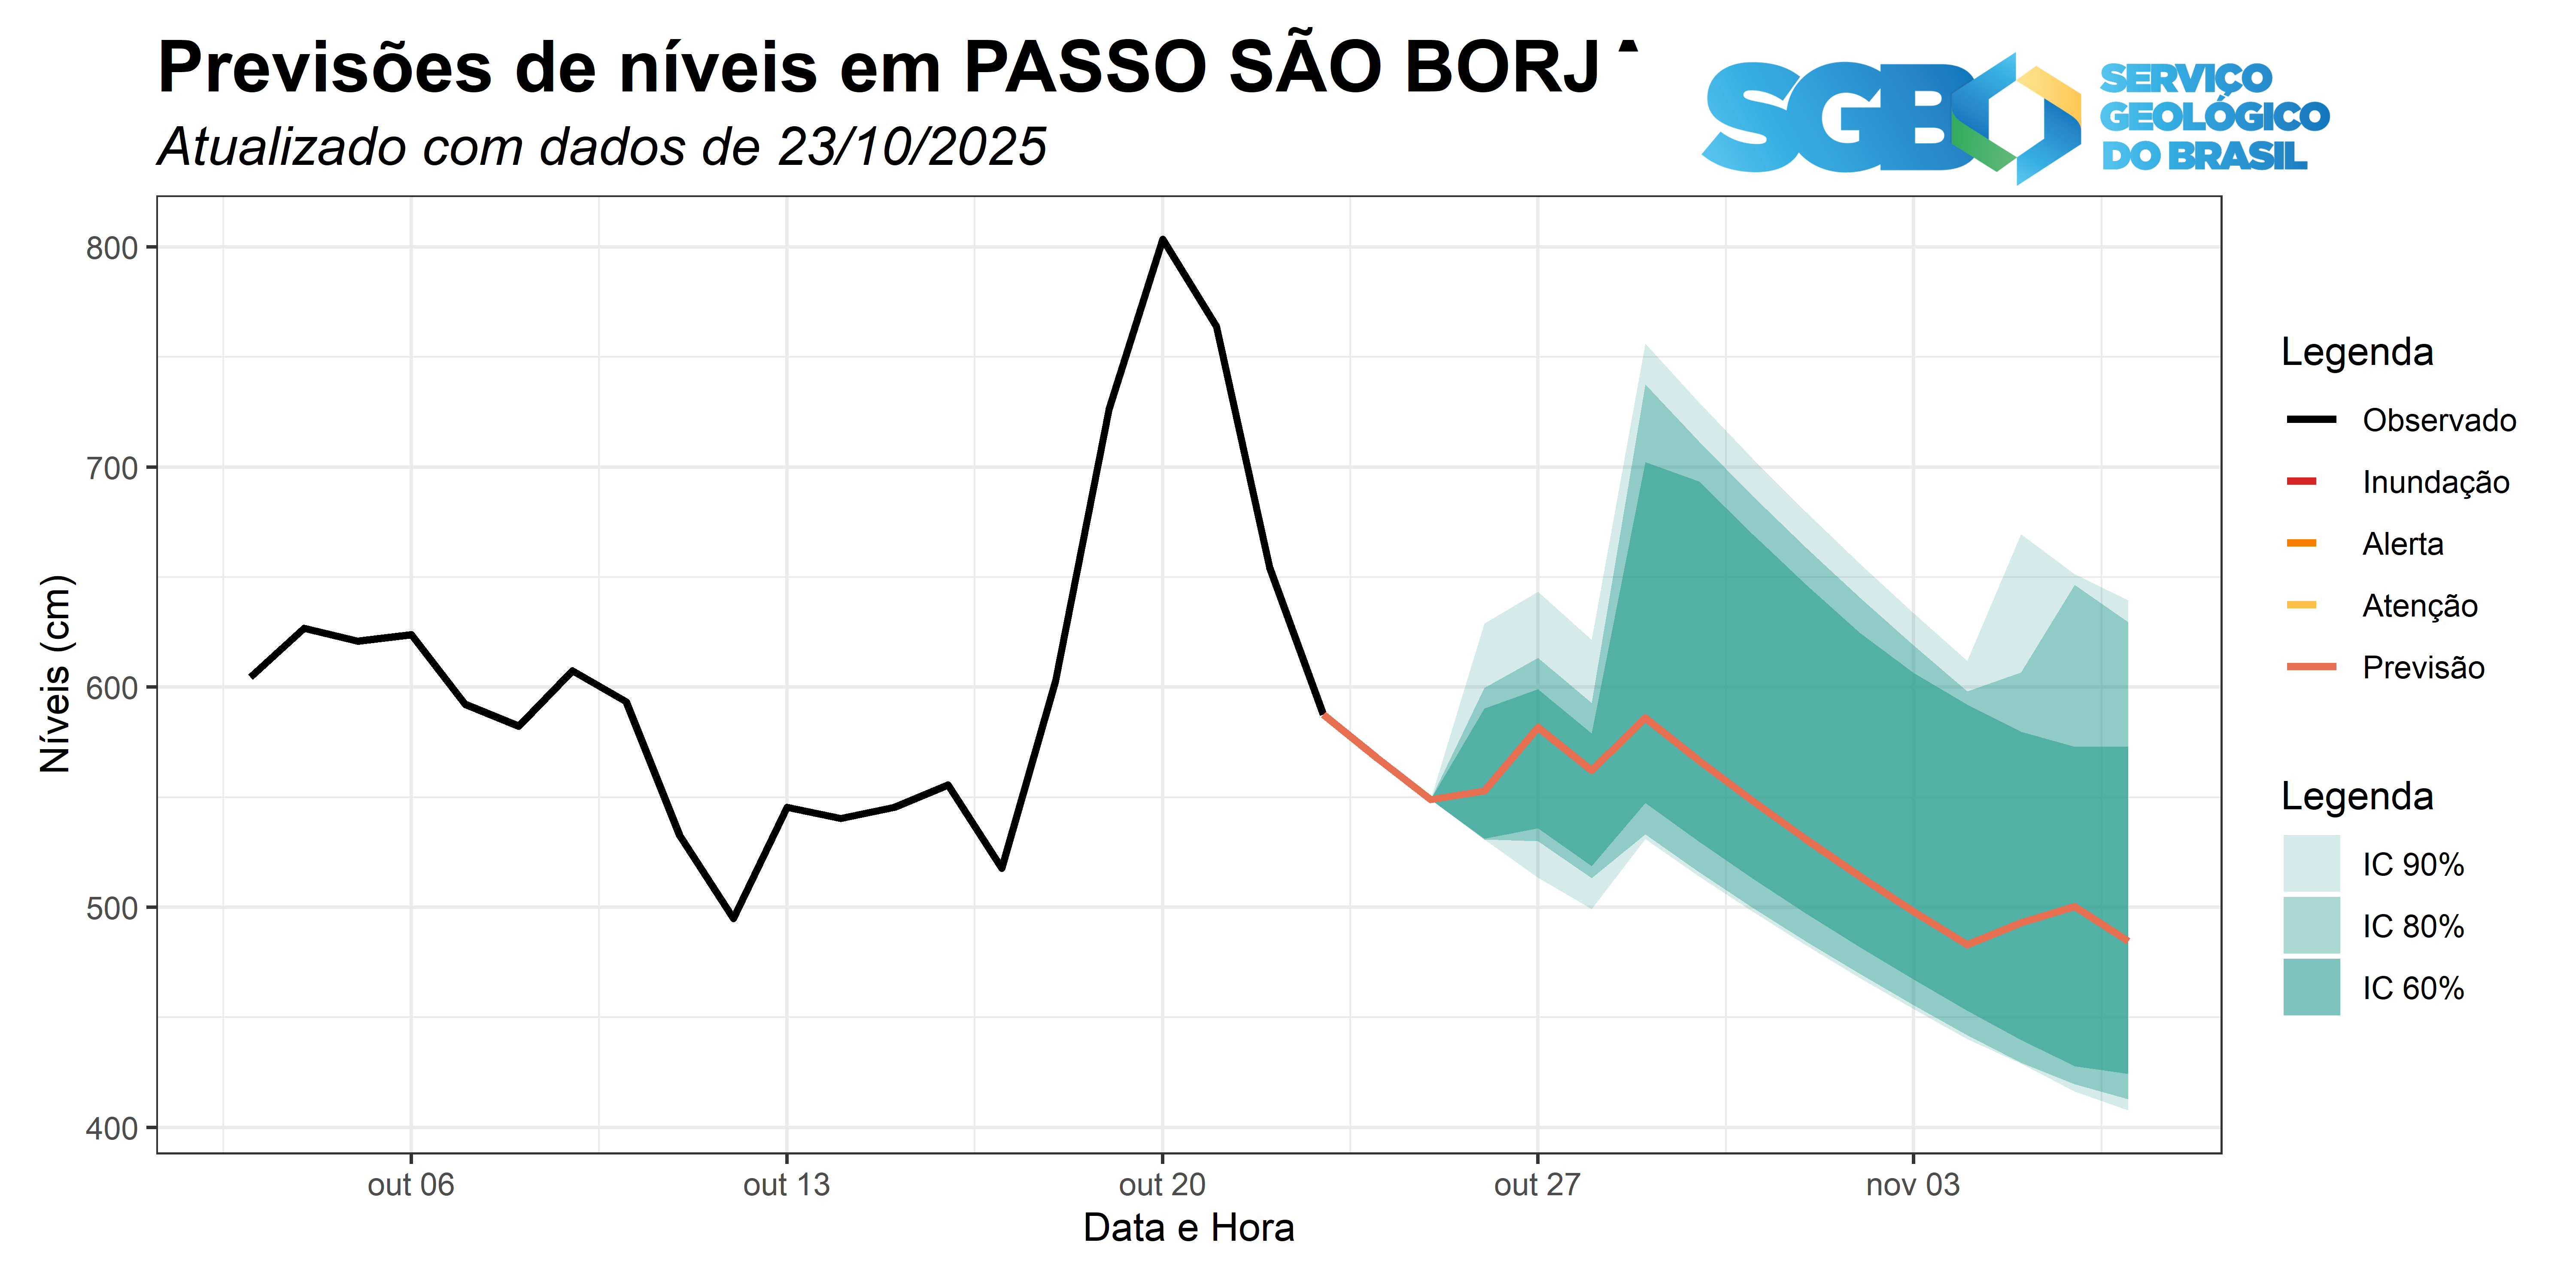 Previsões de níveis em PASSO SÃO BORJ
Atualizado com dados de 23/10/2025
SGB
SERVIÇO
GEOLÓGICO
DO BRASIL
800
700
600
500
400
Níveis (cm)
out 06
out 13
out 20
out 27
nov 03
Data e Hora
Legenda
Observado
Inundação
Alerta
Atenção
Previsão
Legenda
IC 90%
IC 80%
IC 60%